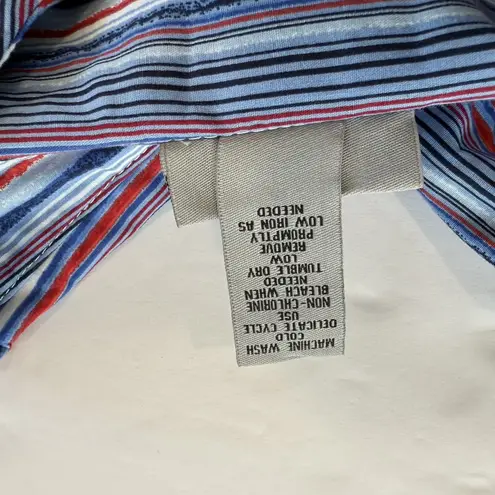 MACHINE WASH
COLD
DELICATE CYCLE
USE
NON-CHLORINE
BLEACH WHEN
NEEDED
TUMBLE DRY
LOW
REMOVE
PROMPTLY
LOW IRON AS
NEEDED